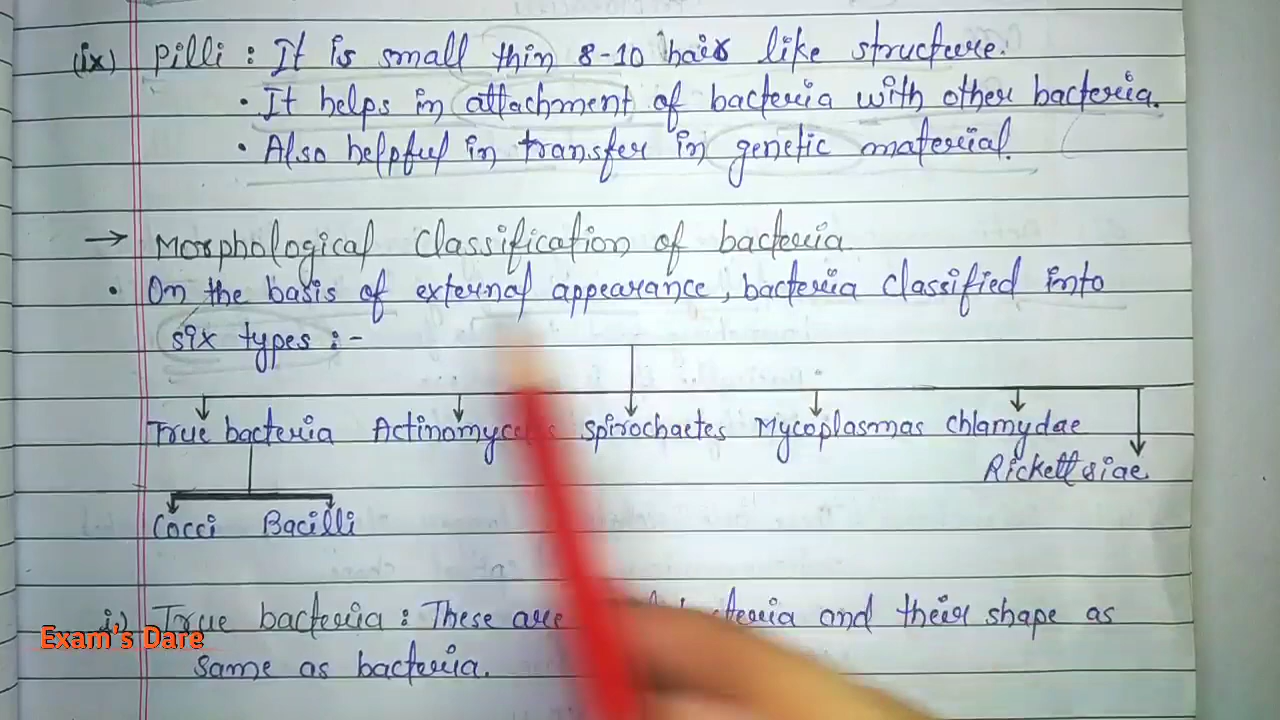 (ix) Pilli : It is small thin 8-10 hair like structure.
• It helps in attachment of bacteria with other bacteria.
• Also helpful in transfer in genetic material.
→ Morphological Classification of bacteria
• On the basis of external appearance, bacteria classified into
six types :-
True bacteria Spirochaetes Mycoplasmas Chlamydae
Rickettsiae
Cocci Bacilli
i) True bacteria : These are and their shape as
Exam's Dare
same as bacteria.